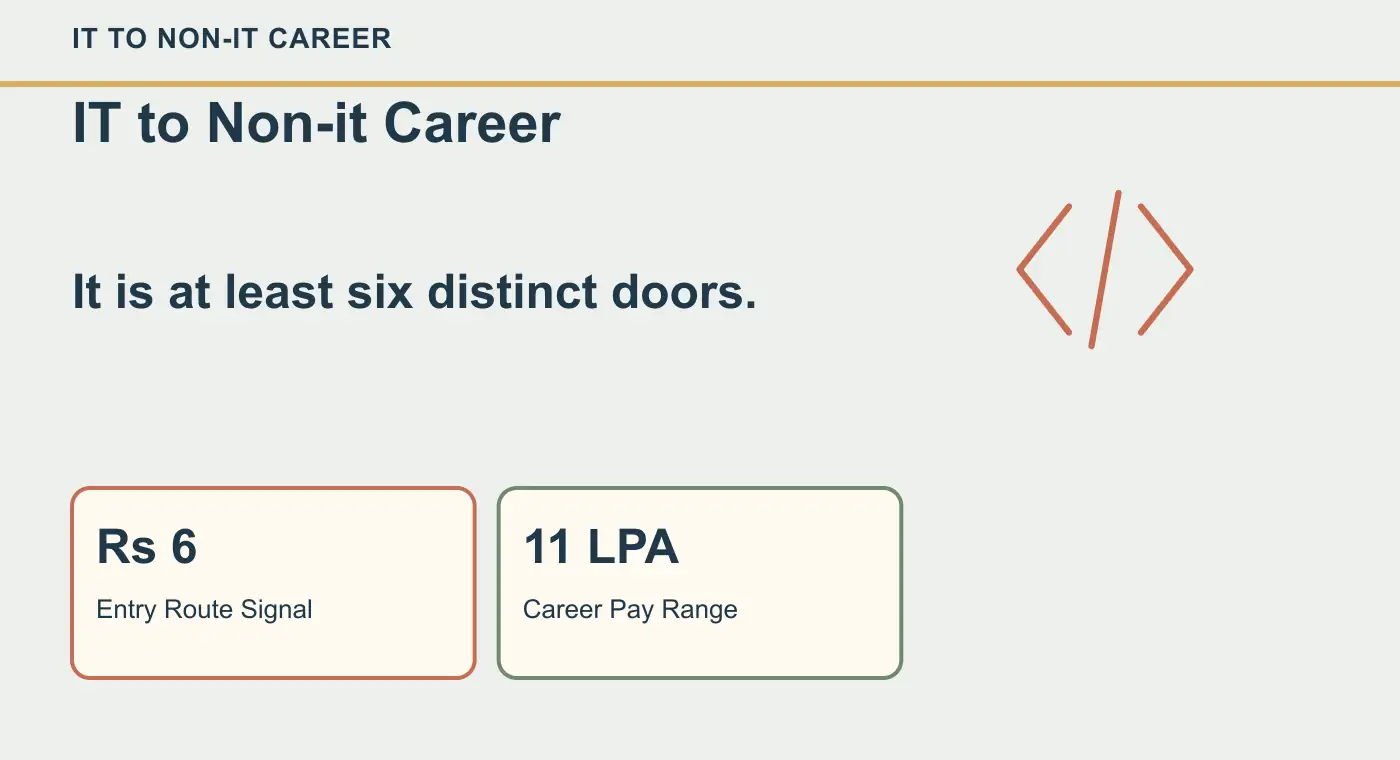 IT TO NON-IT CAREER
IT to Non-it Career
It is at least six distinct doors.
Rs 6
Entry Route Signal
11 LPA
Career Pay Range